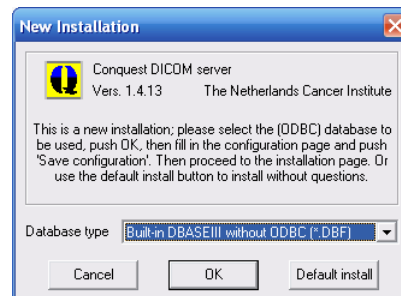 New Installation
Conquest DICOM server
Vers. 1.4.13 The Netherlands Cancer Institute
This is a new installation; please select the (ODBC) database to
be used, push OK, then fill in the configuration page and push
'Save configuration'. Then proceed to the installation page. Or
use the default install button to install without questions.
Database type Built-in DBASEIII without ODBC (*.DBF)
Cancel OK Default install